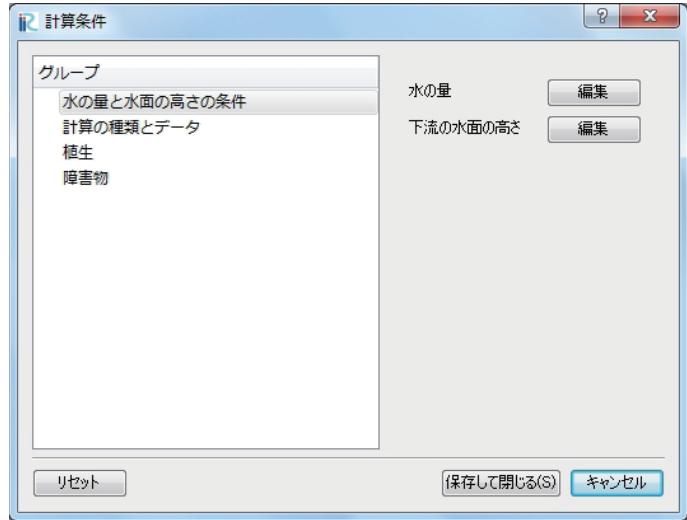 iRIC 計算条件
グループ
水の量と水面の高さの条件
計算の種類とデータ
植生
障害物
水の量 編集
下流の水面の高さ 編集
リセット 保存して閉じる(S) キャンセル